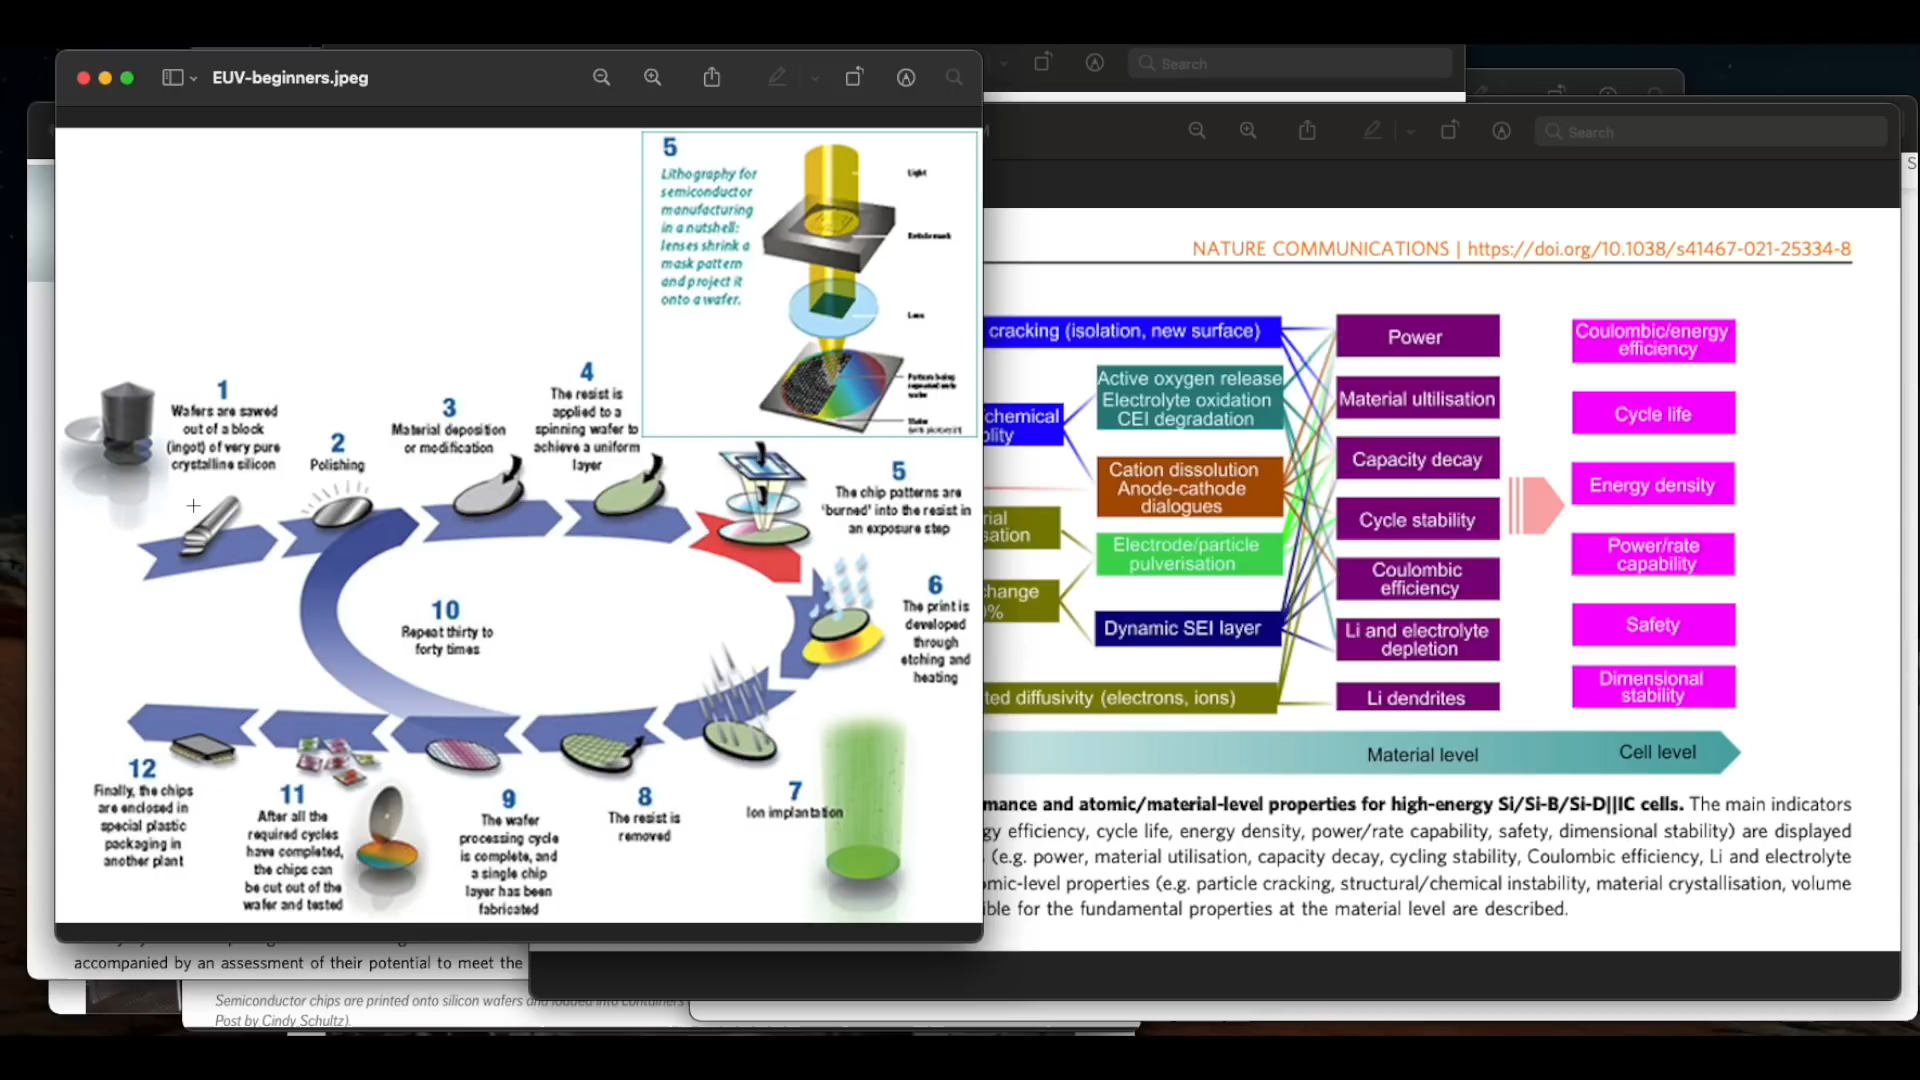 EUV-beginners.jpeg
5
Lithography for
semiconductor
manufacturing
in a nutshell:
lenses shrink a
mask pattern
and project it
onto a wafer.
Light
Lens
1
Wafers are sawed
out of a block
(ingot) of very pure
crystalline silicon
2
Polishing
3
Material deposition
or modification
4
The resist is
applied to a
spinning wafer to
achieve a uniform
layer
5
The chip patterns are
'burned' into the resist in
an exposure step
6
The print is
developed
through
etching and
heating
7
Ion implantation
8
The resist is
removed
9
The wafer
processing cycle
is complete, and
a single chip
layer has been
fabricated
10
Repeat thirty to
forty times
11
After all the
required cycles
have completed,
the chips can
be cut out of the
wafer and tested
12
Finally, the chips
are enclosed in
special plastic
packaging in
another plant
Search
Search
NATURE COMMUNICATIONS | https://doi.org/10.1038/s41467-021-25334-8
cracking (isolation, new surface)
Active oxygen release
Electrolyte oxidation
CEI degradation
chemical
Cation dissolution
Anode-cathode
dialogues
Electrode/particle
pulverisation
Dynamic SEI layer
diffusivity (electrons, ions)
Power
Material ultilisation
Capacity decay
Cycle stability
Coulombic
efficiency
Li and electrolyte
depletion
Li dendrites
Coulombic/energy
efficiency
Cycle life
Energy density
Power/rate
capability
Safety
Dimensional
stability
Material level
Cell level
mance and atomic/material-level properties for high-energy Si/Si-B/Si-D||IC cells. The main indicators
gy efficiency, cycle life, energy density, power/rate capability, safety, dimensional stability) are displayed
(e.g. power, material utilisation, capacity decay, cycling stability, Coulombic efficiency, Li and electrolyte
omic-level properties (e.g. particle cracking, structural/chemical instability, material crystallisation, volume
ible for the fundamental properties at the material level are described.
accompanied by an assessment of their potential to meet the
Semiconductor chips are printed onto silicon wafers and loaded into containers
Post by Cindy Schultz).